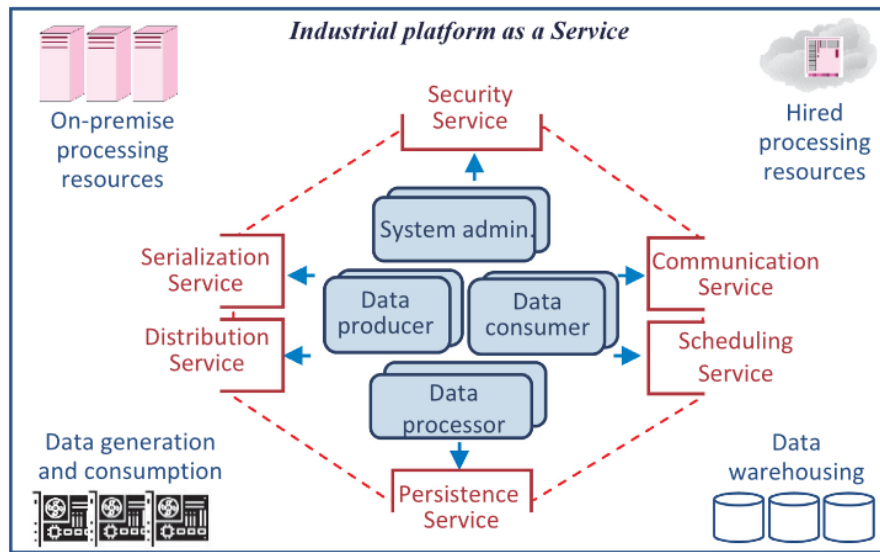 Industrial platform as a Service
On-premise
processing
resources
Security
Service
Hired
processing
resources
System admin.
Serialization
Service
Data
producer
Data
consumer
Communication
Service
Distribution
Service
Scheduling
Service
Data
processor
Data generation
and consumption
Persistence
Service
Data
warehousing